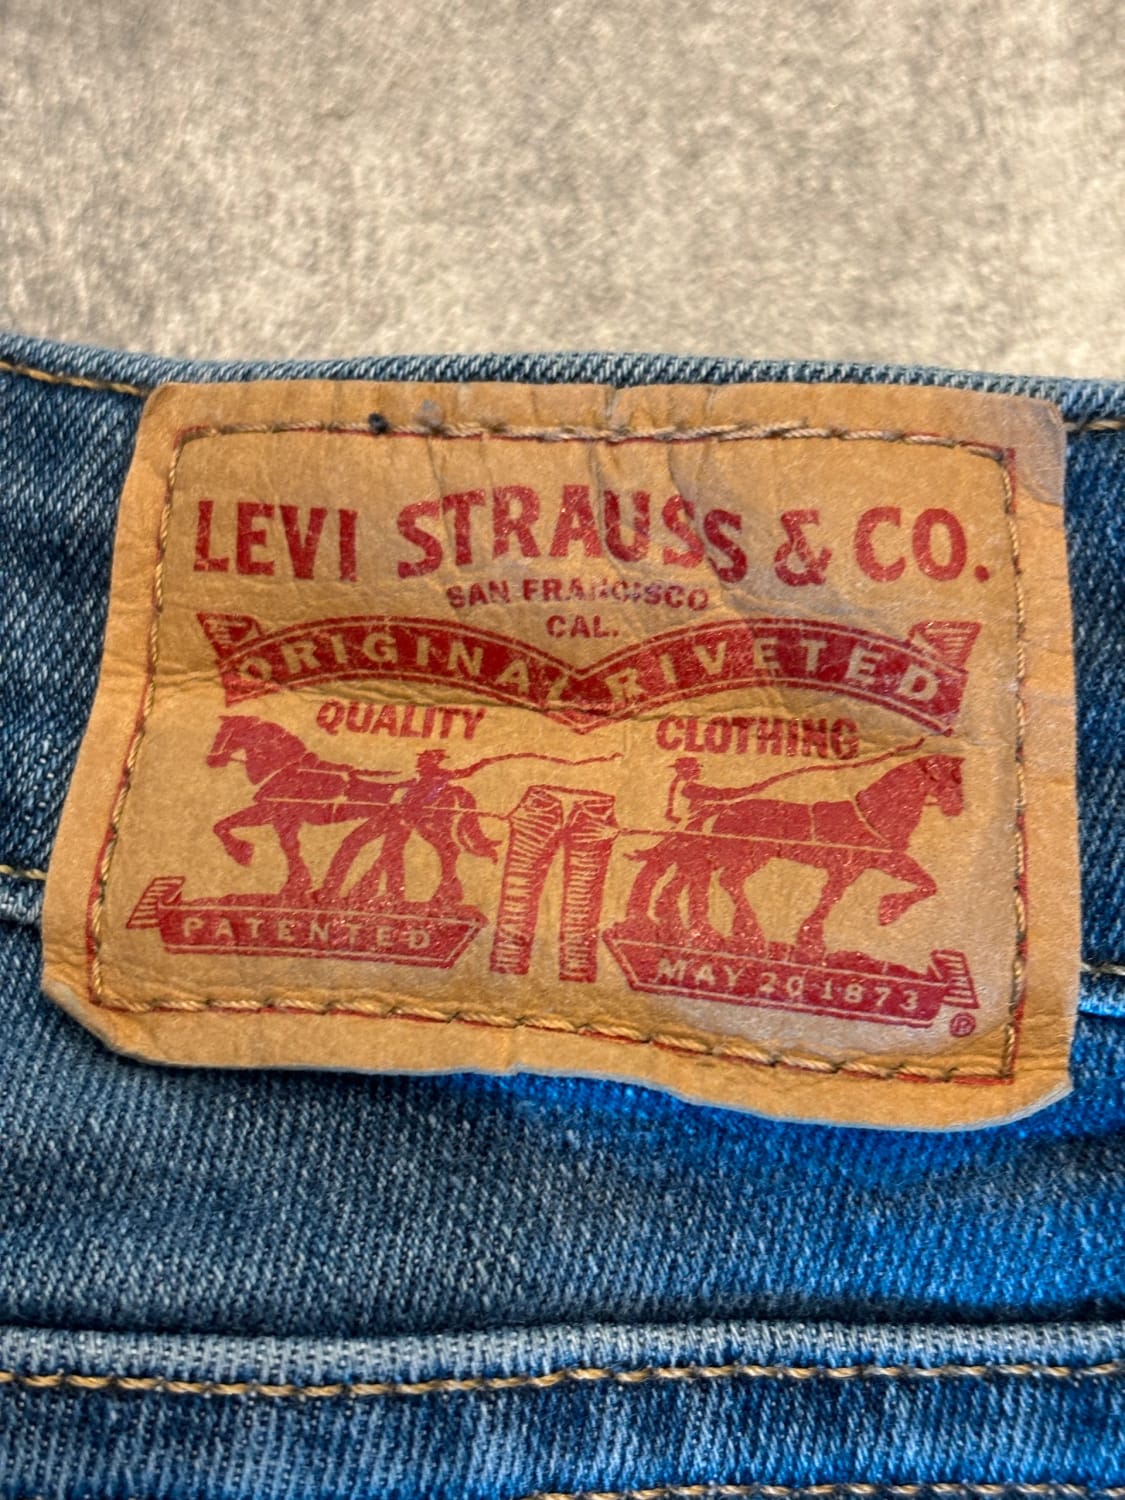 LEVI STRAUSS & CO.
SAN FRANCISCO
CAL.
ORIGINAL RIVETED
QUALITY CLOTHING
PATENTED
MAY 20 1873
®